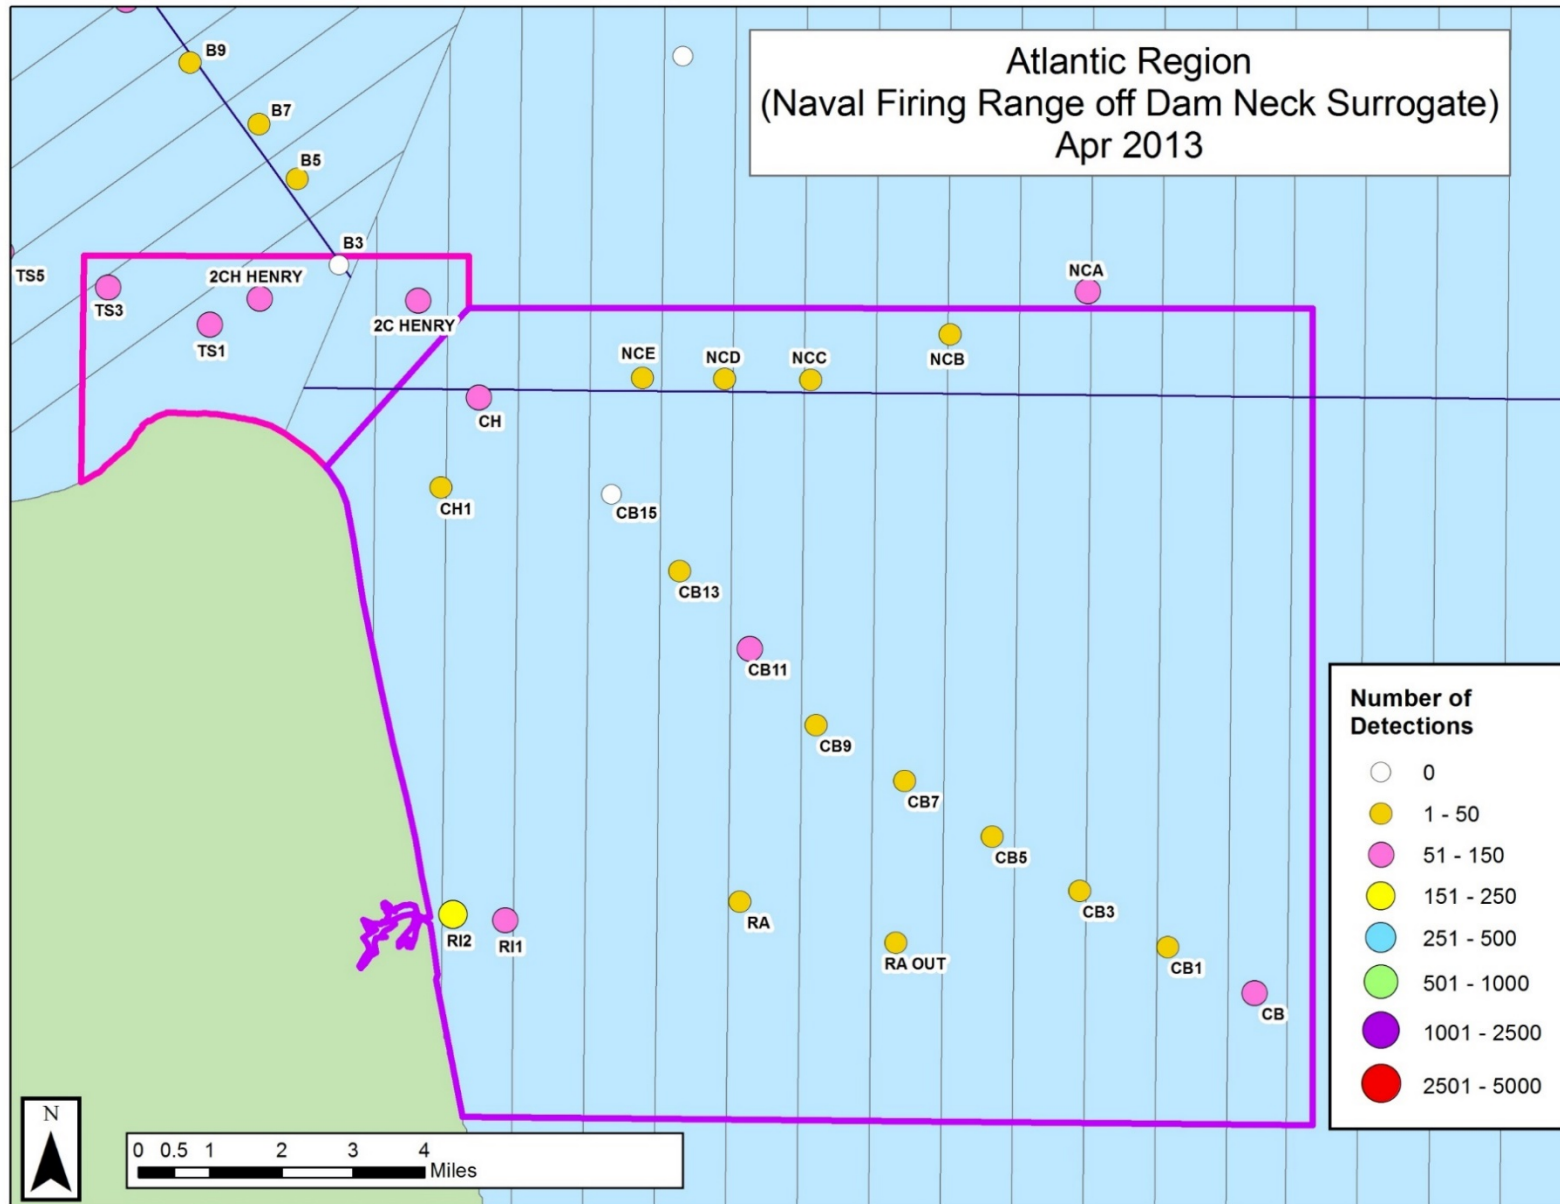 Atlantic Region
(Naval Firing Range off Dam Neck Surrogate)
Apr 2013
B9
B7
B5
B3
TS5
TS3
2CH HENRY
TS1
2C HENRY
NCA
NCB
NCE
NCD
NCC
CH
CH1
CB15
CB13
CB11
CB9
CB7
CB5
CB3
CB1
CB
RA
RA OUT
RI2
RI1
Number of
Detections
0
1 - 50
51 - 150
151 - 250
251 - 500
501 - 1000
1001 - 2500
2501 - 5000
N
0 0.5 1 2 3 4
Miles